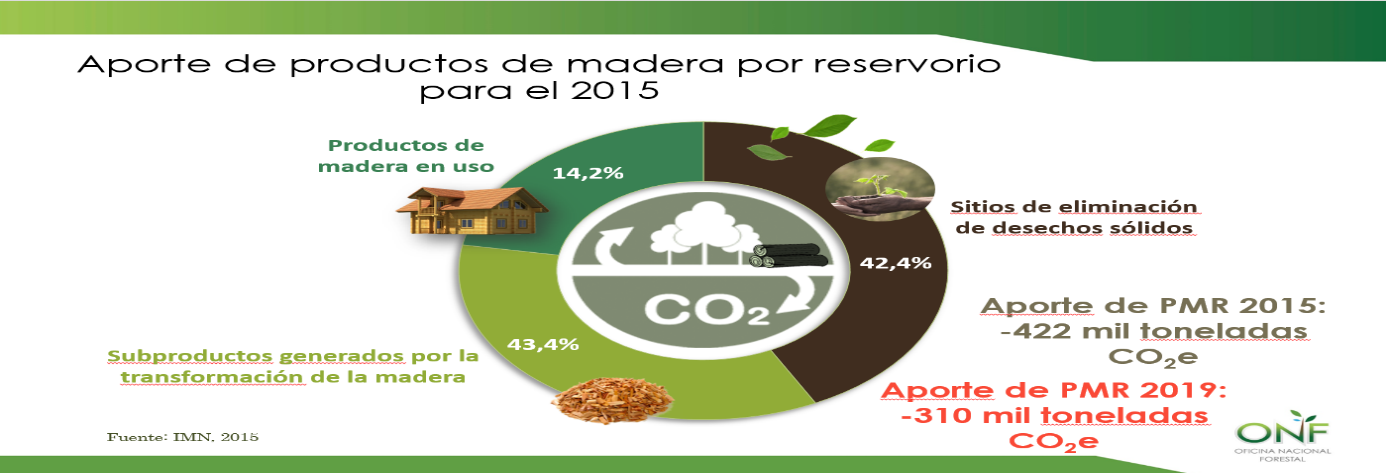 Aporte de productos de madera por reservorio
para el 2015
Productos de
madera en uso
14,2%
Sitios de eliminación
de desechos sólidos
42,4%
CO₂
43,4%
Subproductos generados por la
transformación de la madera
Aporte de PMR 2015:
-422 mil toneladas
CO₂e
Aporte de PMR 2019:
-310 mil toneladas
CO₂e
Fuente: IMN, 2015
ONF
OFICINA NACIONAL
FORESTAL